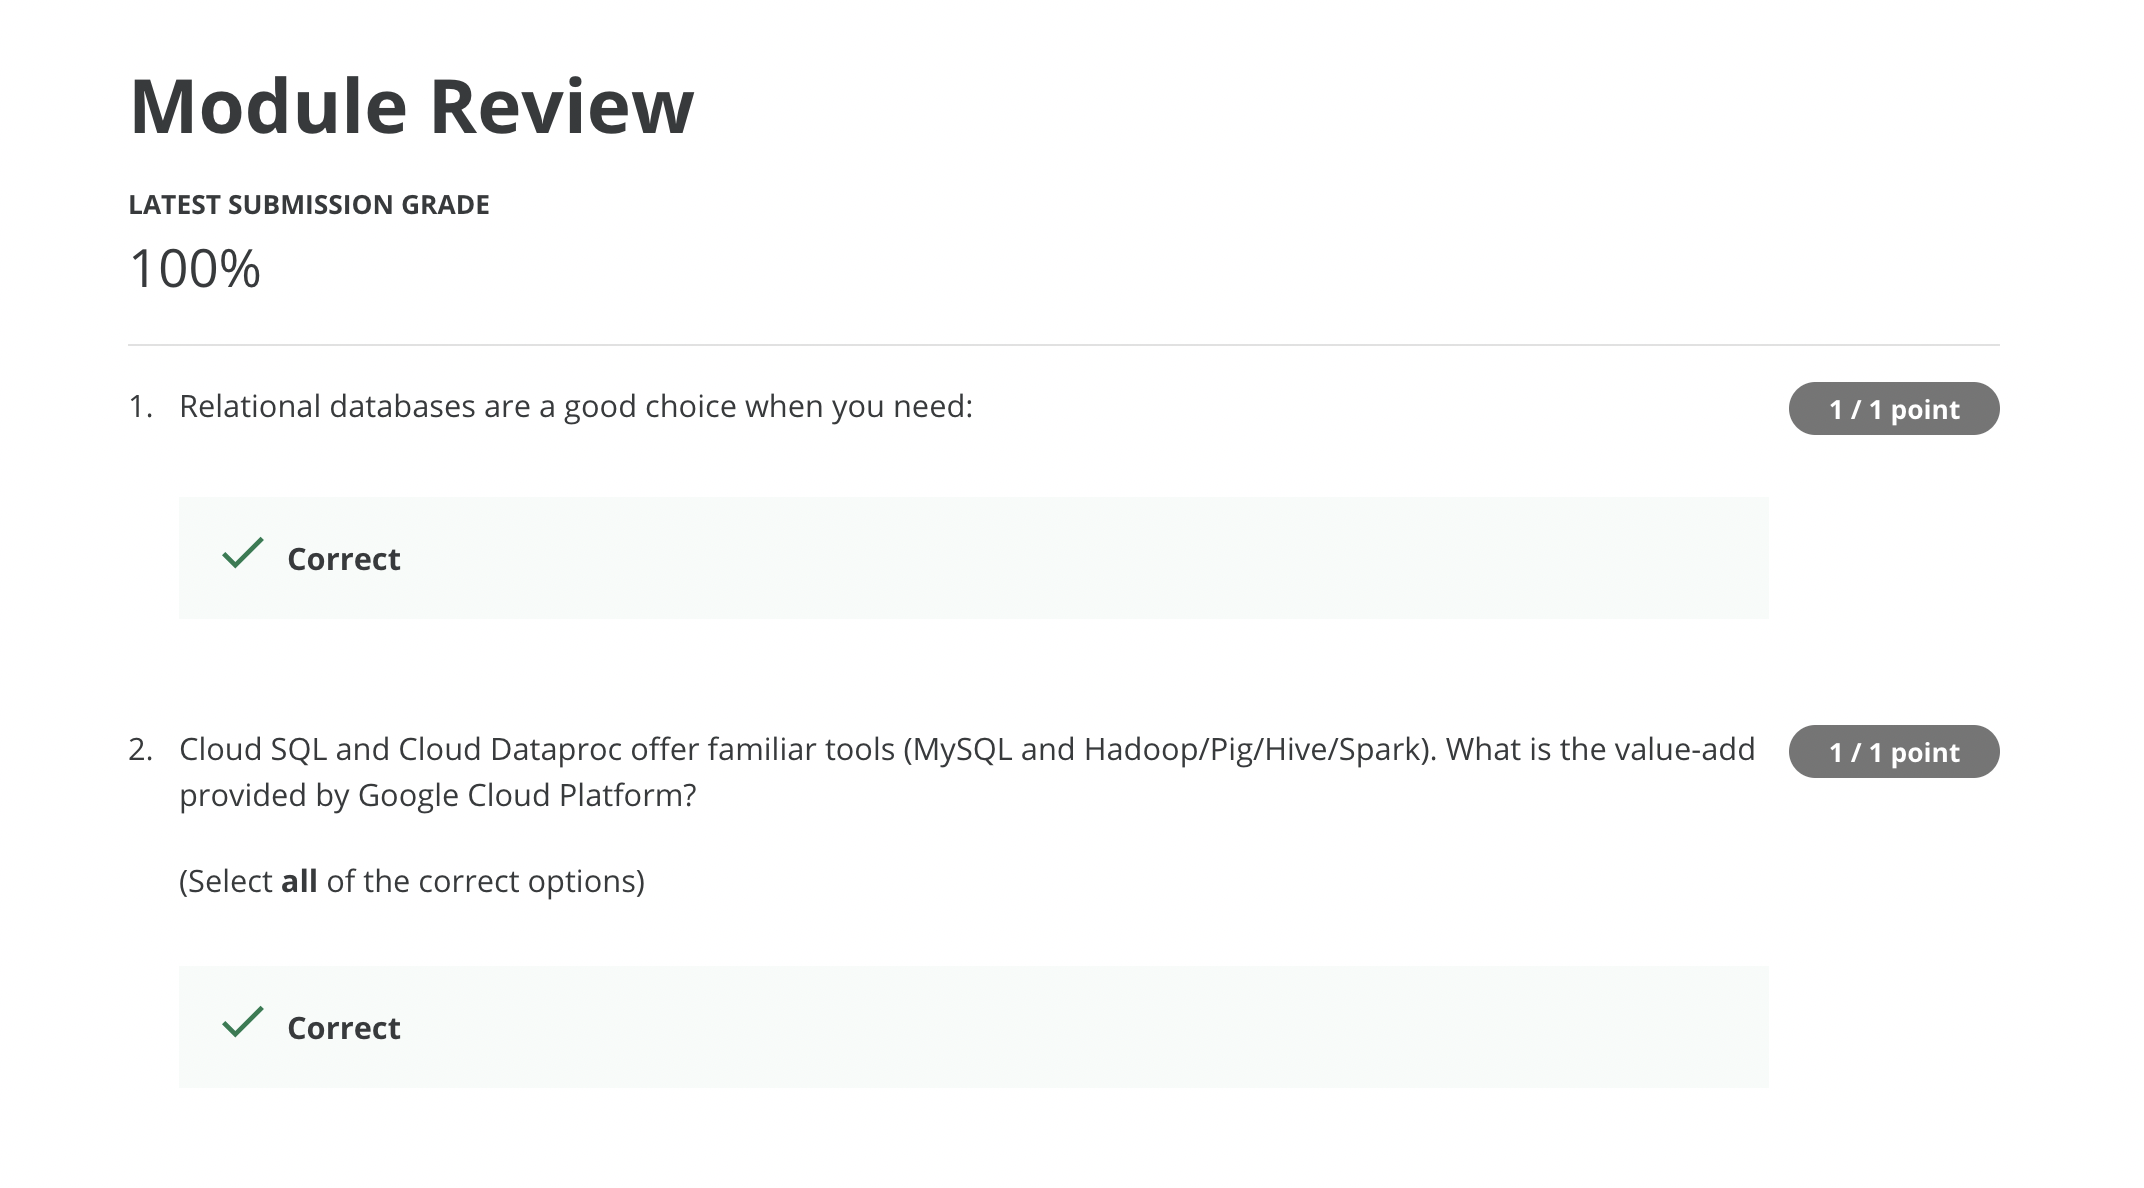 Module Review
LATEST SUBMISSION GRADE
100%
1. Relational databases are a good choice when you need:
1 / 1 point
Correct
2. Cloud SQL and Cloud Dataproc offer familiar tools (MySQL and Hadoop/Pig/Hive/Spark). What is the value-add
provided by Google Cloud Platform?
1 / 1 point
(Select all of the correct options)
Correct